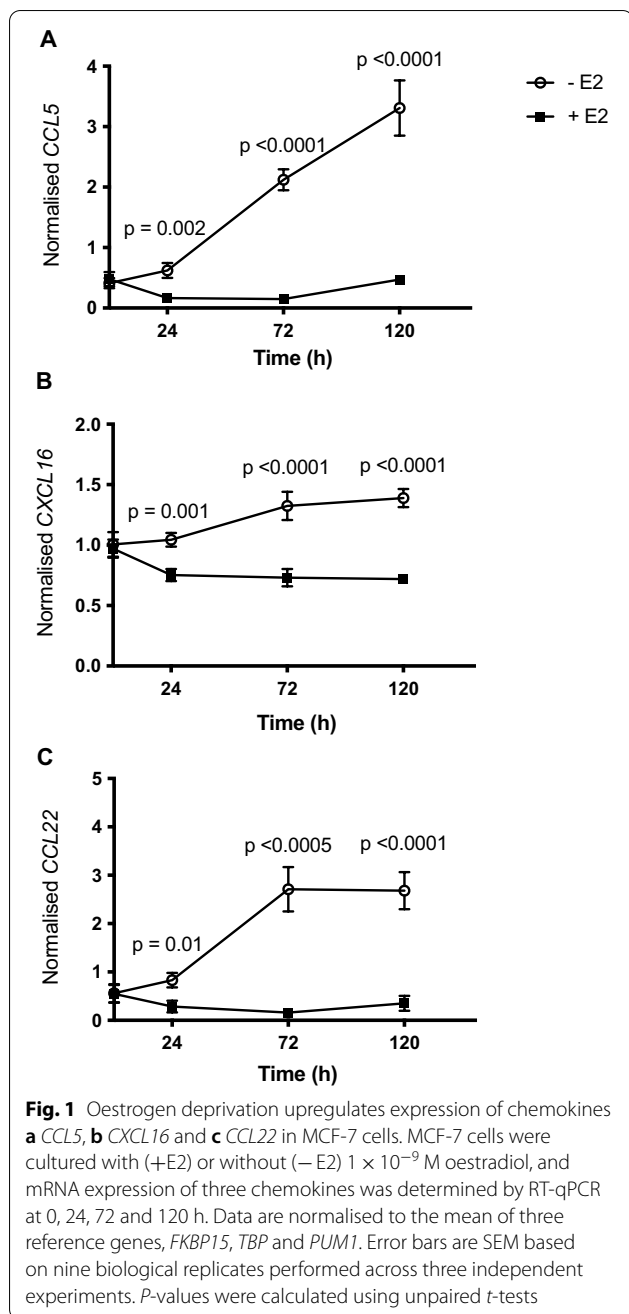 A
Normalised CCL5
4
3
2
1
0
p = 0.002
p <0.0001
p <0.0001
24 72 120
Time (h)
- E2
+ E2
B
Normalised CXCL16
2.0
1.5
1.0
0.5
0.0
p = 0.001
p <0.0001
p <0.0001
24 72 120
Time (h)
C
Normalised CCL22
5
4
3
2
1
0
p = 0.01
p <0.0005
p <0.0001
24 72 120
Time (h)
Fig. 1 Oestrogen deprivation upregulates expression of chemokines
a CCL5, b CXCL16 and c CCL22 in MCF-7 cells. MCF-7 cells were
cultured with (+E2) or without (− E2) 1 × 10⁻⁹ M oestradiol, and
mRNA expression of three chemokines was determined by RT-qPCR
at 0, 24, 72 and 120 h. Data are normalised to the mean of three
reference genes, FKBP15, TBP and PUM1. Error bars are SEM based
on nine biological replicates performed across three independent
experiments. P-values were calculated using unpaired t-tests